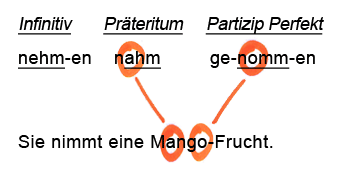 Infinitiv Präteritum Partizip Perfekt
nehm-en nahm ge-nomm-en
Sie nimmt eine Mango-Frucht.